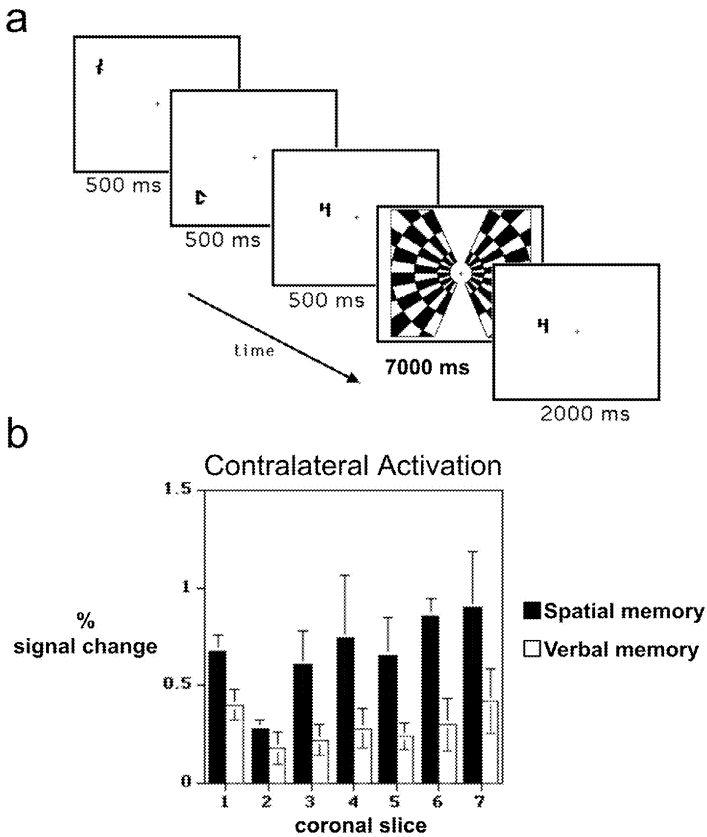 a
500 ms
500 ms
500 ms
7000 ms
2000 ms
time
b
Contralateral Activation
1.5
1
0.5
0
%
signal change
Spatial memory
Verbal memory
1 2 3 4 5 6 7
coronal slice